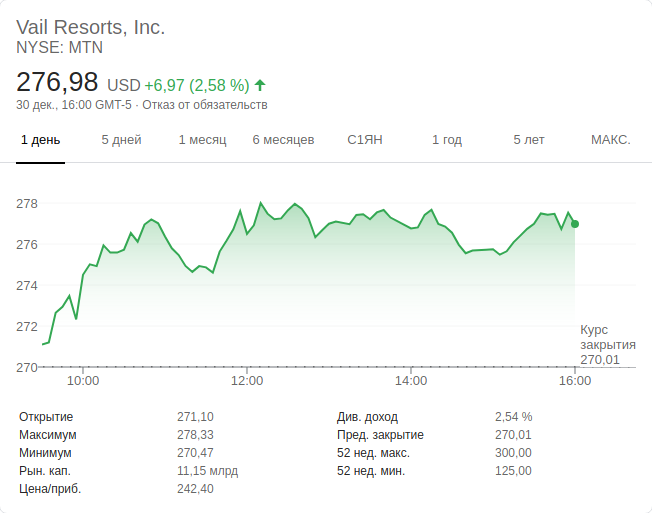 Vail Resorts, Inc.
NYSE: MTN
276,98 USD +6,97 (2,58 %)
30 дек., 16:00 GMT-5 · Отказ от обязательств
1 день 5 дней 1 месяц 6 месяцев С1ЯН 1 год 5 лет МАКС.
278
276
274
272
270
Курс
закрытия
270,01
10:00 12:00 14:00 16:00
Открытие 271,10 Див. доход 2,54 %
Максимум 278,33 Пред. закрытие 270,01
Минимум 270,47 52 нед. макс. 300,00
Рын. кап. 11,15 млрд 52 нед. мин. 125,00
Цена/приб. 242,40